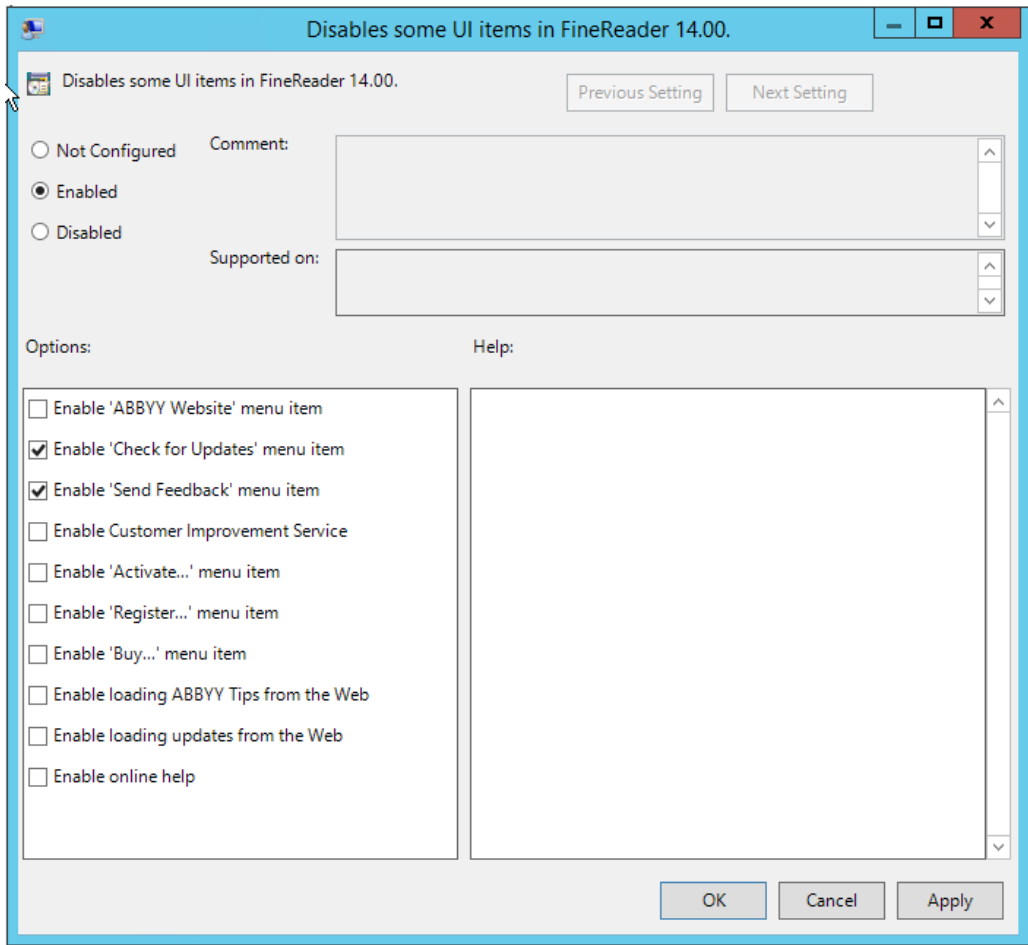 Disables some UI items in FineReader 14.00.
Disables some UI items in FineReader 14.00.
Previous Setting
Next Setting
Not Configured
Comment:
Enabled
Disabled
Supported on:
Options:
Help:
Enable 'ABBYY Website' menu item
Enable 'Check for Updates' menu item
Enable 'Send Feedback' menu item
Enable Customer Improvement Service
Enable 'Activate...' menu item
Enable 'Register...' menu item
Enable 'Buy...' menu item
Enable loading ABBYY Tips from the Web
Enable loading updates from the Web
Enable online help
OK
Cancel
Apply